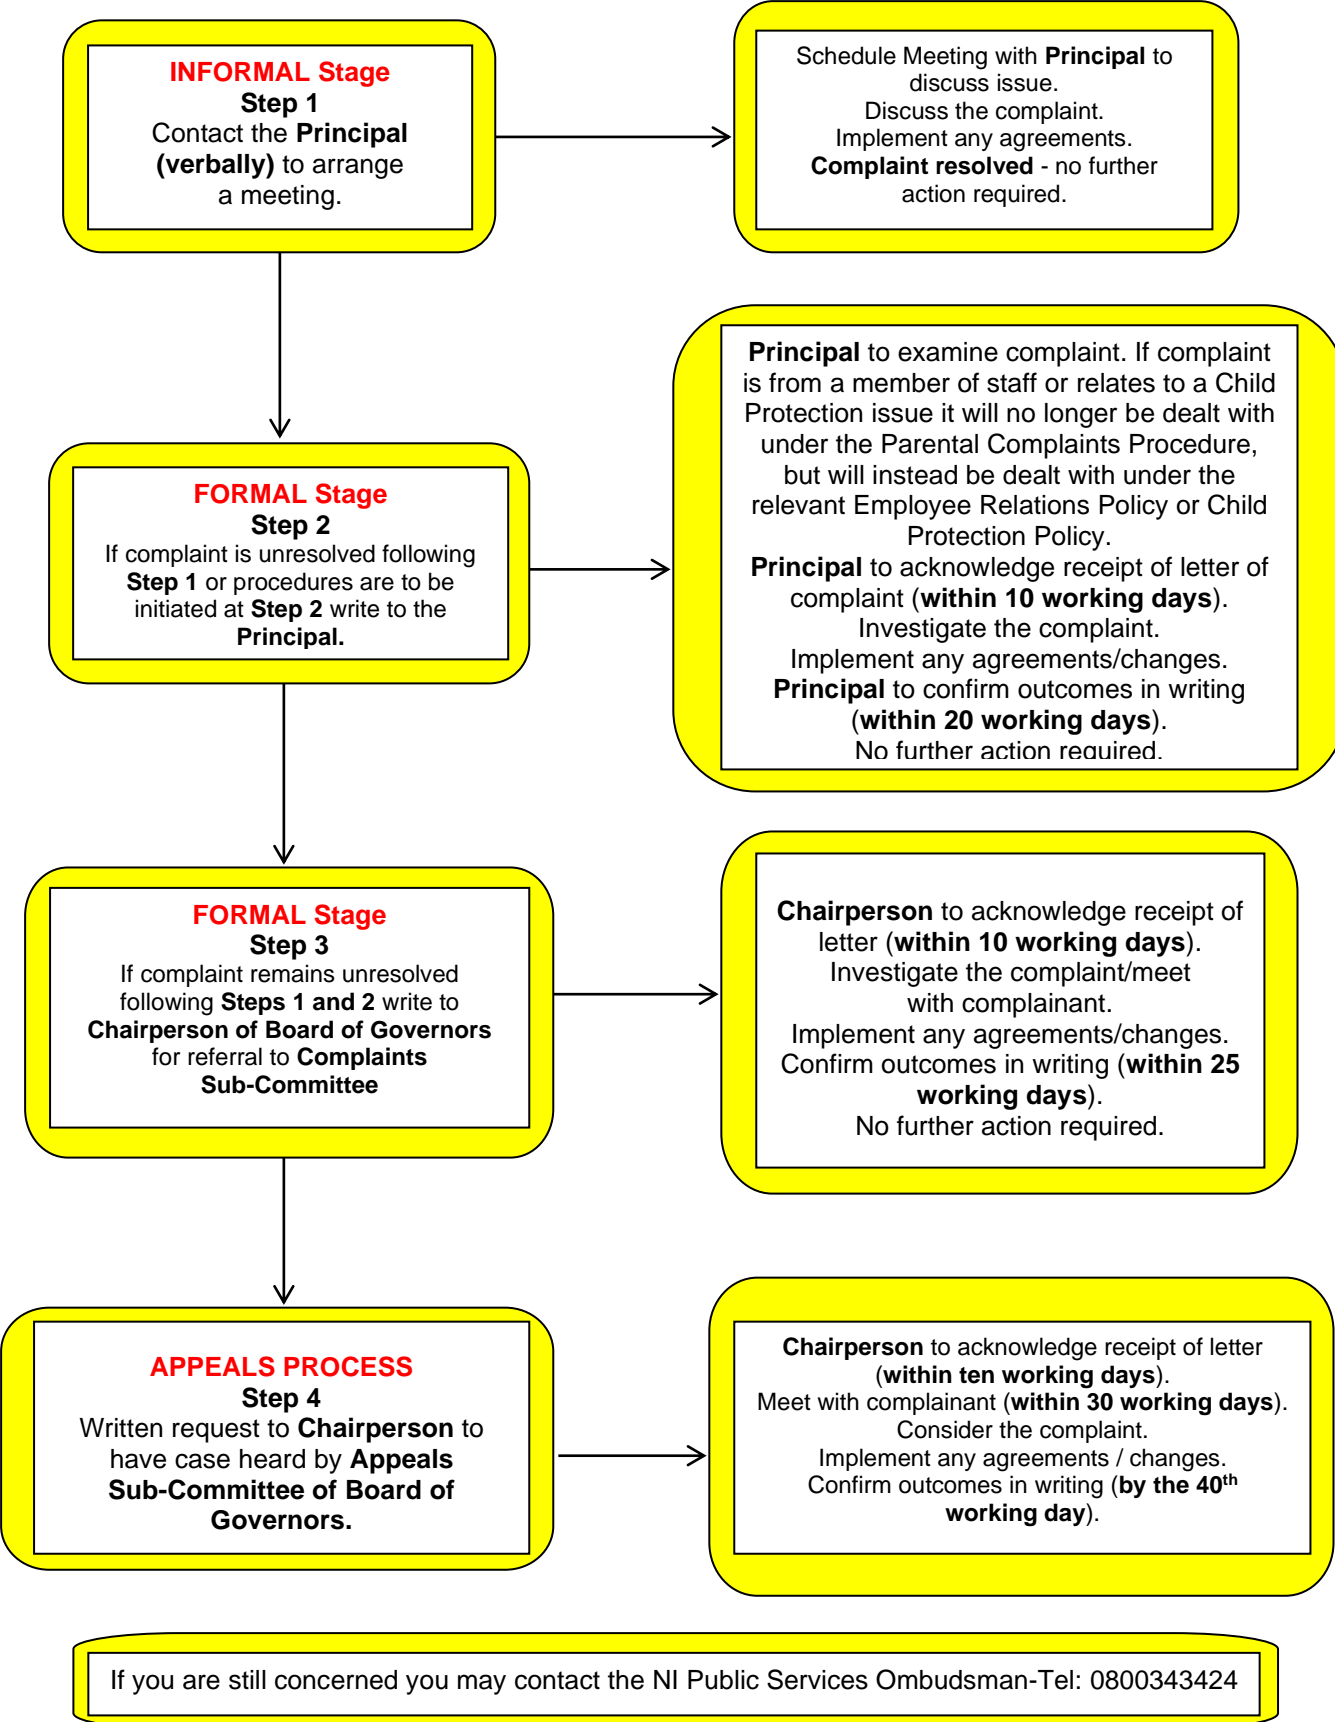 INFORMAL Stage
Step 1
Contact the Principal
(verbally) to arrange
a meeting.
Schedule Meeting with Principal to
discuss issue.
Discuss the complaint.
Implement any agreements.
Complaint resolved - no further
action required.
FORMAL Stage
Step 2
If complaint is unresolved following
Step 1 or procedures are to be
initiated at Step 2 write to the
Principal.
Principal to examine complaint. If complaint
is from a member of staff or relates to a Child
Protection issue it will no longer be dealt with
under the Parental Complaints Procedure,
but will instead be dealt with under the
relevant Employee Relations Policy or Child
Protection Policy.
Principal to acknowledge receipt of letter of
complaint (within 10 working days).
Investigate the complaint.
Implement any agreements/changes.
Principal to confirm outcomes in writing
(within 20 working days).
No further action required.
FORMAL Stage
Step 3
If complaint remains unresolved
following Steps 1 and 2 write to
Chairperson of Board of Governors
for referral to Complaints
Sub-Committee
Chairperson to acknowledge receipt of
letter (within 10 working days).
Investigate the complaint/meet
with complainant.
Implement any agreements/changes.
Confirm outcomes in writing (within 25
working days).
No further action required.
APPEALS PROCESS
Step 4
Written request to Chairperson to
have case heard by Appeals
Sub-Committee of Board of
Governors.
Chairperson to acknowledge receipt of letter
(within ten working days).
Meet with complainant (within 30 working days).
Consider the complaint.
Implement any agreements / changes.
Confirm outcomes in writing (by the 40th
working day).
If you are still concerned you may contact the NI Public Services Ombudsman-Tel: 0800343424